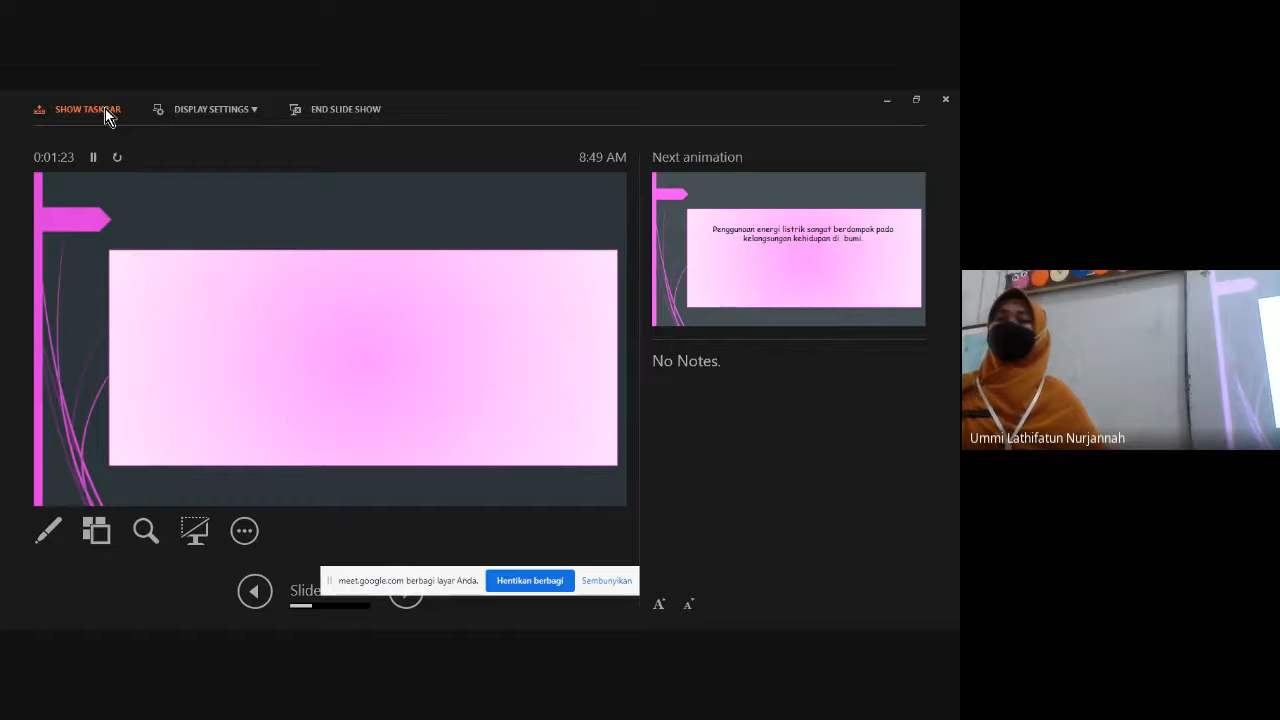 SHOW TASKBAR
DISPLAY SETTINGS ▾
END SLIDE SHOW
0:01:23
8:49 AM
Next animation
Penggunaan energi listrik sangat berdampak pada
kelangsungan kehidupan di bumi.
No Notes.
Ummi Lathifatun Nurjannah
meet.google.com berbagi layar Anda.
Hentikan berbagi
Sembunyikan
Slide
A A